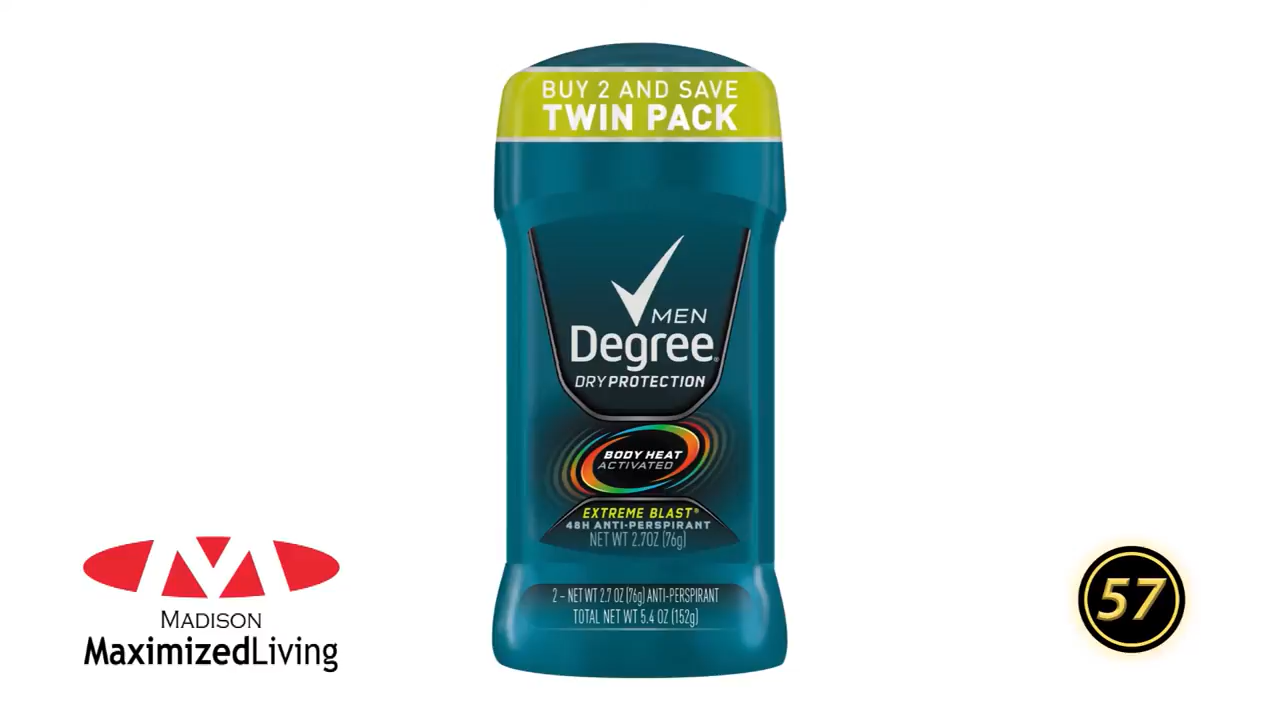 BUY 2 AND SAVE
TWIN PACK
MEN
Degree®
DRY PROTECTION
BODY HEAT
ACTIVATED
EXTREME BLAST®
48H ANTI-PERSPIRANT
NET WT 2.7OZ (76g)
2 - NET WT 2.7 OZ (76g) ANTI-PERSPIRANT
TOTAL NET WT 5.4 OZ (152g)
MADISON
MaximizedLiving
57